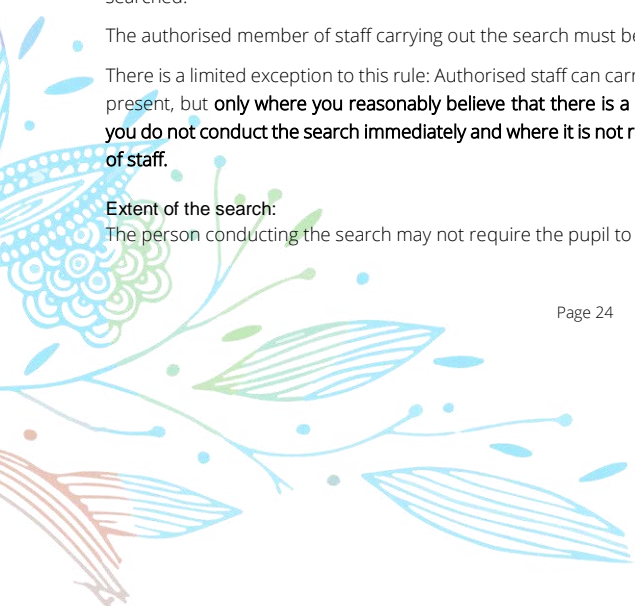 searched.
The authorised member of staff carrying out the search must be
There is a limited exception to this rule: Authorised staff can carr
present, but only where you reasonably believe that there is a
you do not conduct the search immediately and where it is not r
of staff.
Extent of the search:
The person conducting the search may not require the pupil to
Page 24